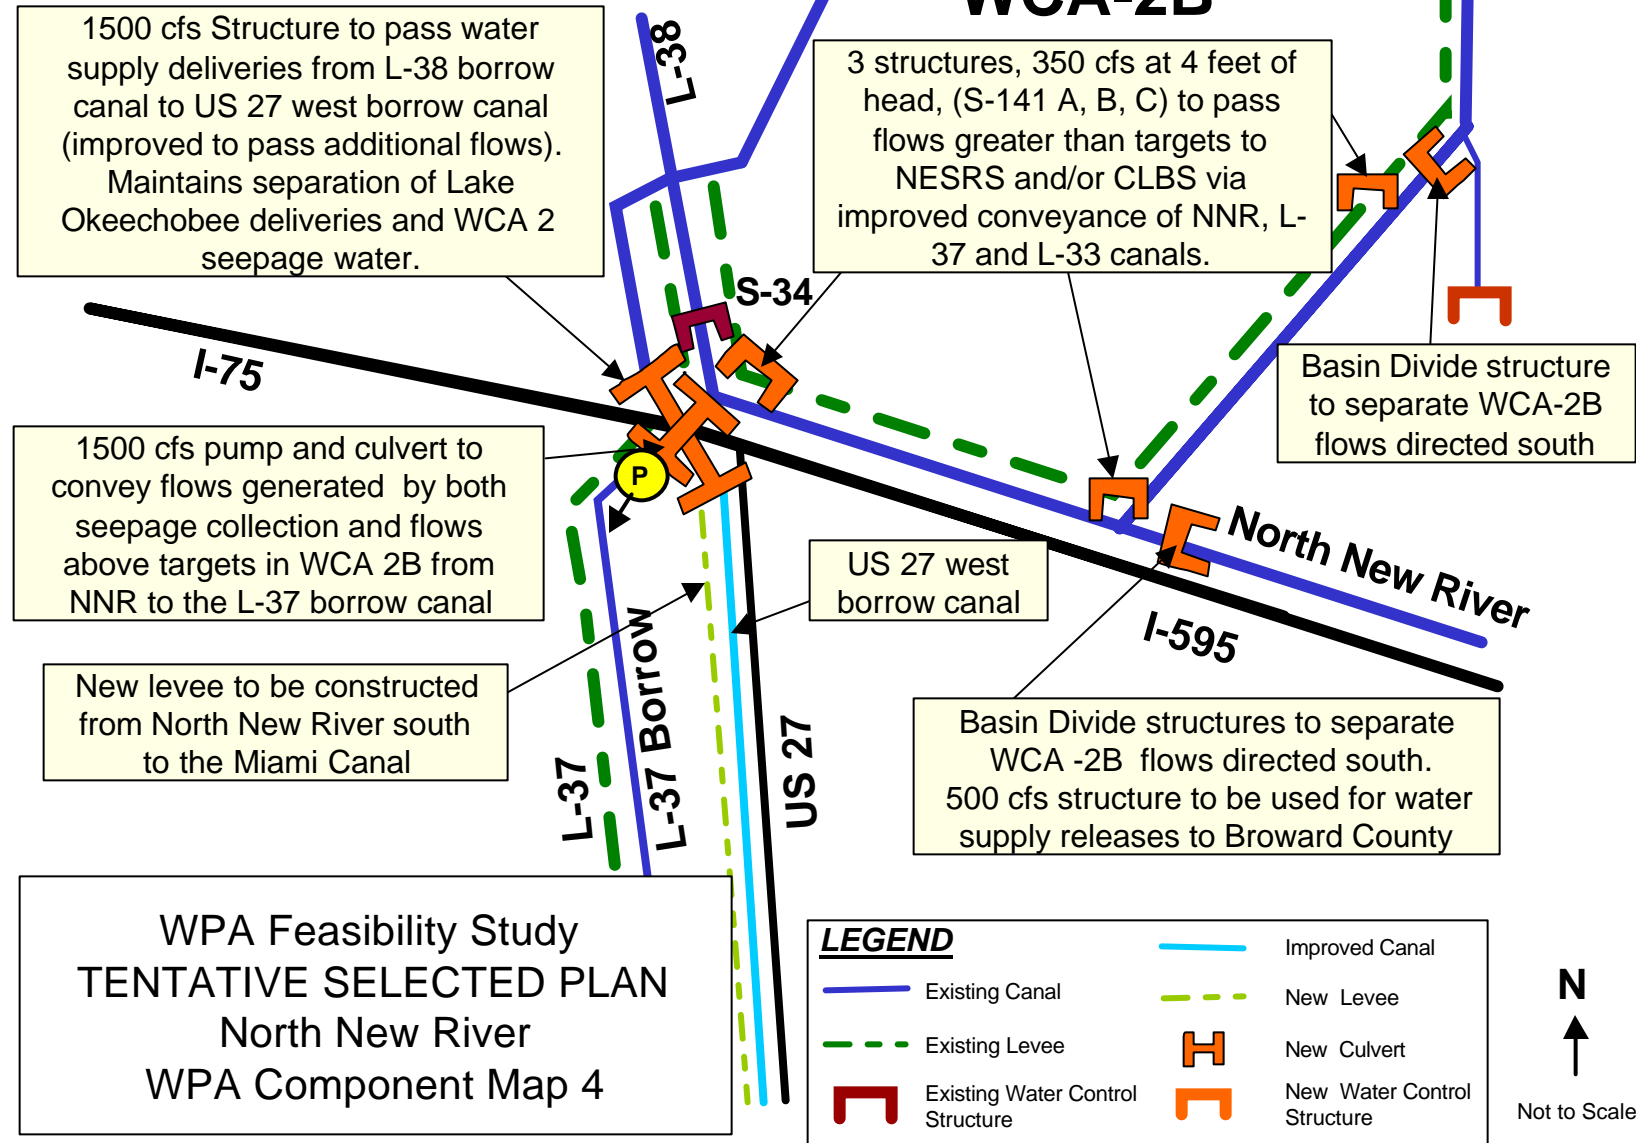 WCA-2B
1500 cfs Structure to pass water
supply deliveries from L-38 borrow
canal to US 27 west borrow canal
(improved to pass additional flows).
Maintains separation of Lake
Okeechobee deliveries and WCA 2
seepage water.
L-38
3 structures, 350 cfs at 4 feet of
head, (S-141 A, B, C) to pass
flows greater than targets to
NESRS and/or CLBS via
improved conveyance of NNR, L-
37 and L-33 canals.
S-34
I-75
Basin Divide structure
to separate WCA-2B
flows directed south
1500 cfs pump and culvert to
convey flows generated by both
seepage collection and flows
above targets in WCA 2B from
NNR to the L-37 borrow canal
P
North New River
US 27 west
borrow canal
I-595
New levee to be constructed
from North New River south
to the Miami Canal
L-37
L-37 Borrow
US 27
Basin Divide structures to separate
WCA -2B flows directed south.
500 cfs structure to be used for water
supply releases to Broward County
WPA Feasibility Study
TENTATIVE SELECTED PLAN
North New River
WPA Component Map 4
LEGEND
Existing Canal
Existing Levee
Existing Water Control
Structure
Improved Canal
New Levee
New Culvert
New Water Control
Structure
N
Not to Scale